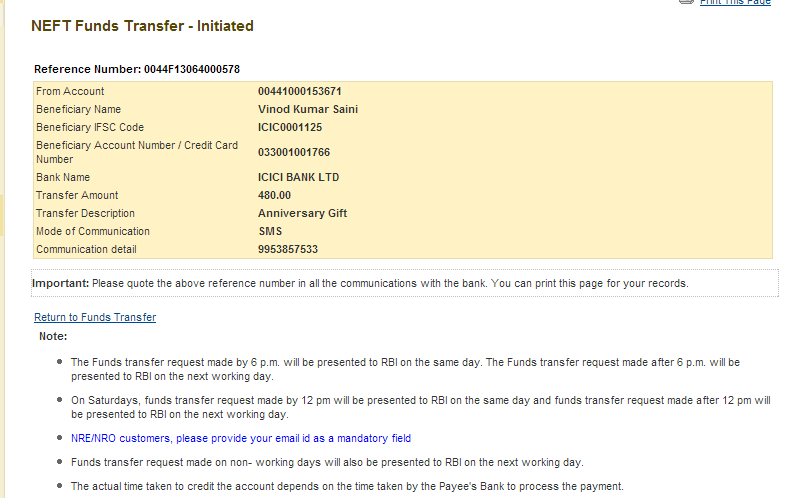 Print This Page
NEFT Funds Transfer - Initiated
Reference Number: 0044F13064000578
From Account 00441000153671
Beneficiary Name Vinod Kumar Saini
Beneficiary IFSC Code ICIC0001125
Beneficiary Account Number / Credit Card
Number 033001001766
Bank Name ICICI BANK LTD
Transfer Amount 480.00
Transfer Description Anniversary Gift
Mode of Communication SMS
Communication detail 9953857533
Important: Please quote the above reference number in all the communications with the bank. You can print this page for your records.
Return to Funds Transfer
Note:
The Funds transfer request made by 6 p.m. will be presented to RBI on the same day. The Funds transfer request made after 6 p.m. will be
presented to RBI on the next working day.
On Saturdays, funds transfer request made by 12 pm will be presented to RBI on the same day and funds transfer request made after 12 pm will
be presented to RBI on the next working day.
NRE/NRO customers, please provide your email id as a mandatory field
Funds transfer request made on non- working days will also be presented to RBI on the next working day.
The actual time taken to credit the account depends on the time taken by the Payee's Bank to process the payment.